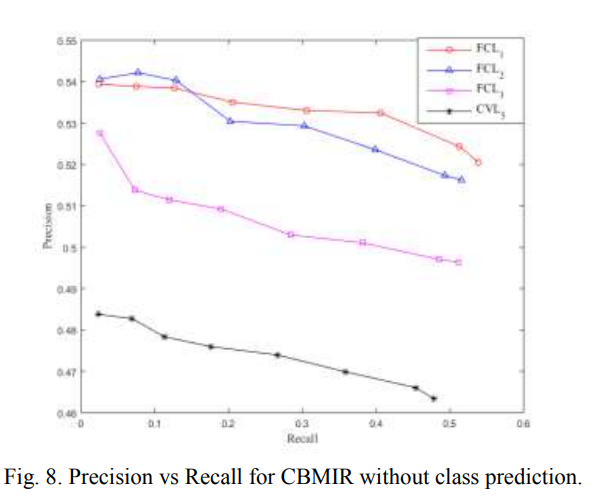 0.55
0.54
0.53
0.52
0.51
0.5
0.49
0.48
0.47
0.46
Precision
0
0.1
0.2
0.3
0.4
0.5
0.6
Recall
FCL1
FCL2
FCL3
CVL5
Fig. 8. Precision vs Recall for CBMIR without class prediction.